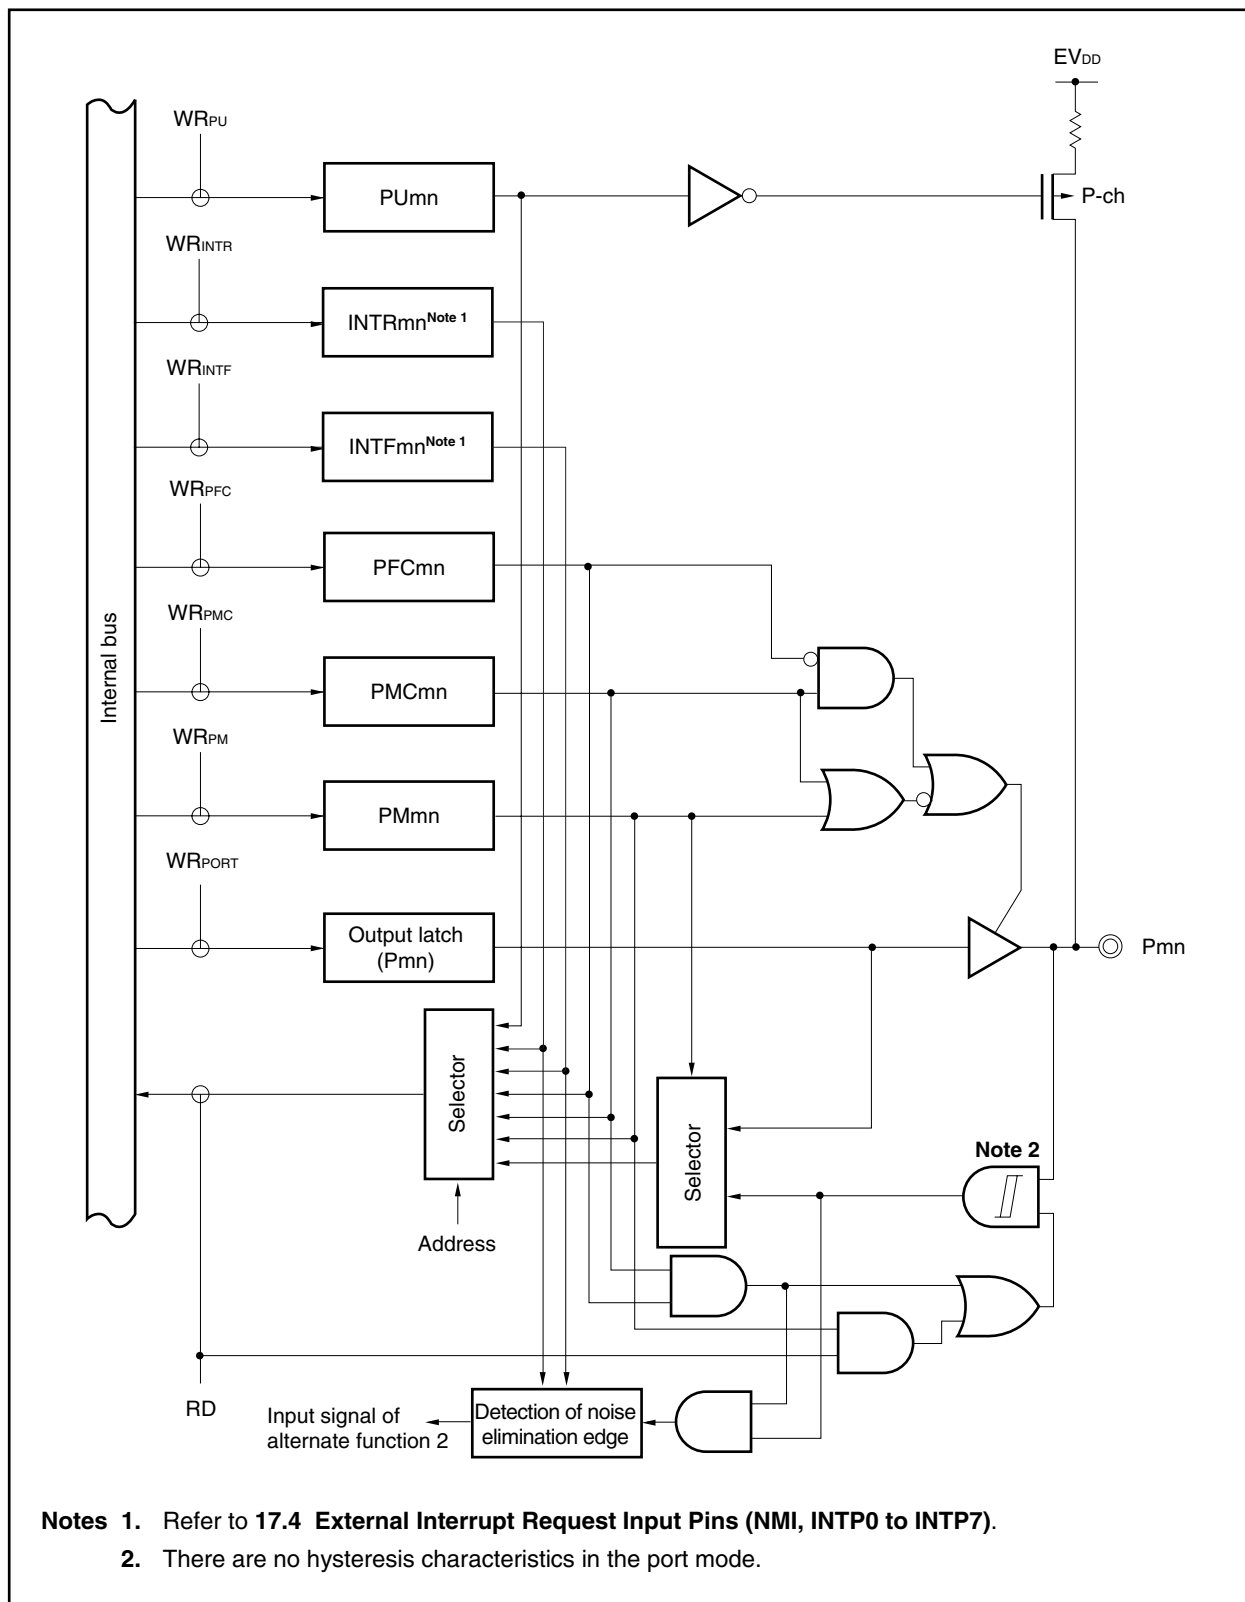 EVDD
WRPU
PUmn
P-ch
WRINTR
INTRmnNote 1
WRINTF
INTFmnNote 1
WRPFC
PFCmn
WRPMC
PMCmn
Internal bus
WRPM
PMmn
WRPORT
Output latch
(Pmn)
Pmn
Selector
Selector
Note 2
Address
RD
Input signal of
alternate function 2
Detection of noise
elimination edge
Notes 1. Refer to 17.4 External Interrupt Request Input Pins (NMI, INTP0 to INTP7).
2. There are no hysteresis characteristics in the port mode.